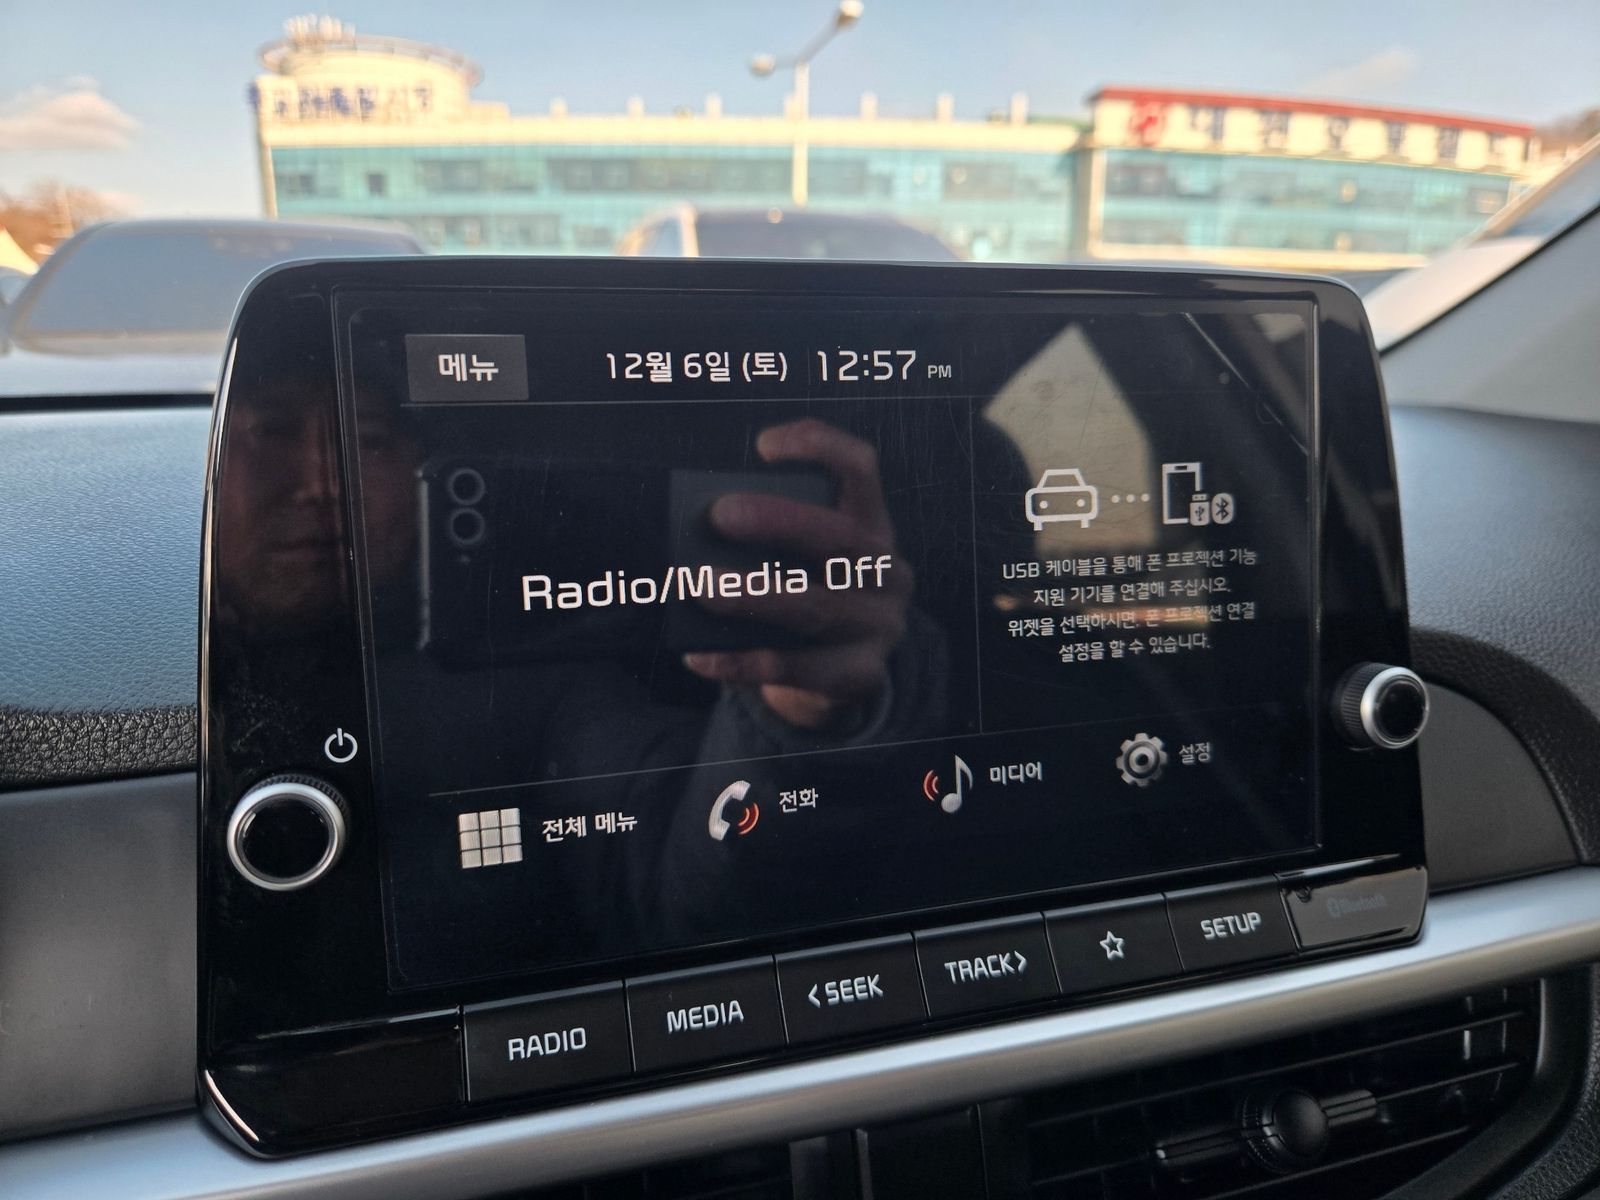 메뉴
12월 6일 (토) 12:57 PM
Radio/Media Off
USB 케이블을 통해 폰 프로젝션 기능
지원 기기를 연결해 주십시오.
위젯을 선택하시면, 폰 프로젝션 연결
설정을 할 수 있습니다.
전체 메뉴
전화
미디어
설정
RADIO
MEDIA
<SEEK
TRACK>
☆
SETUP
Bluetooth